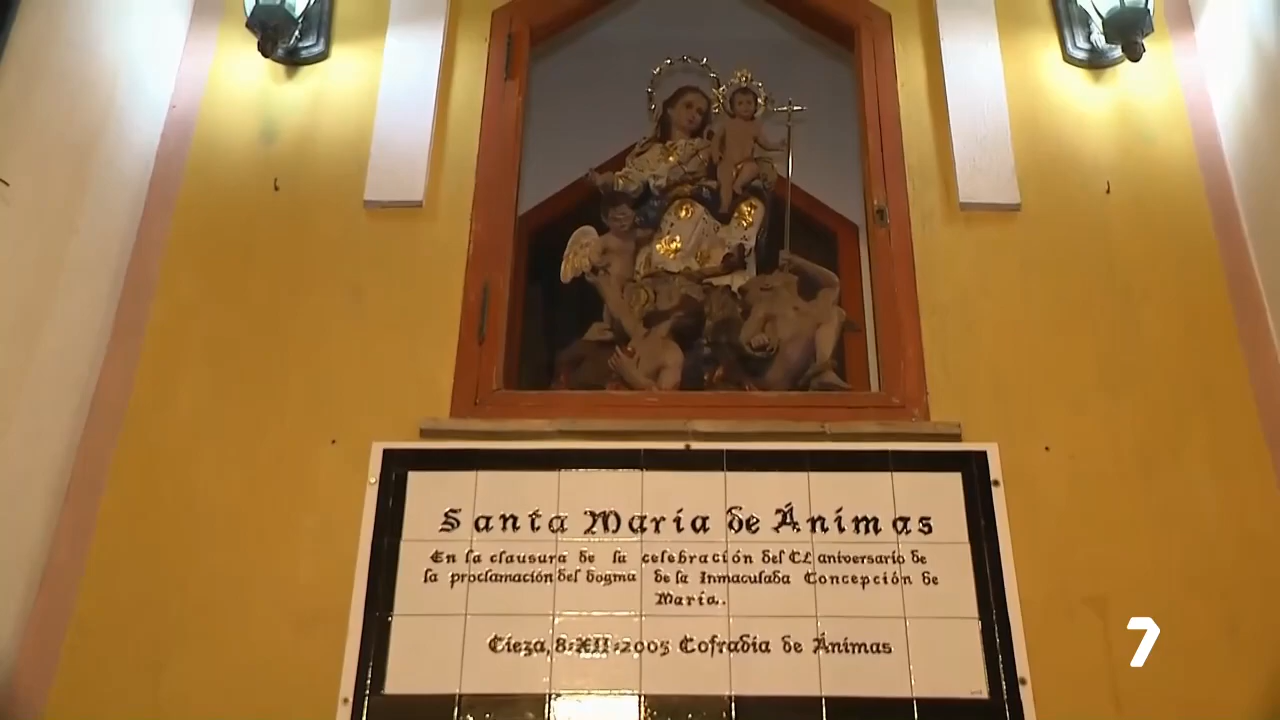 Santa María de Ánimas
En la clausura de la celebración del CL aniversario de
la proclamación del dogma de la Inmaculada Concepción de
María.
Cieza, 8-XII-2005 Cofradía de Ánimas
7